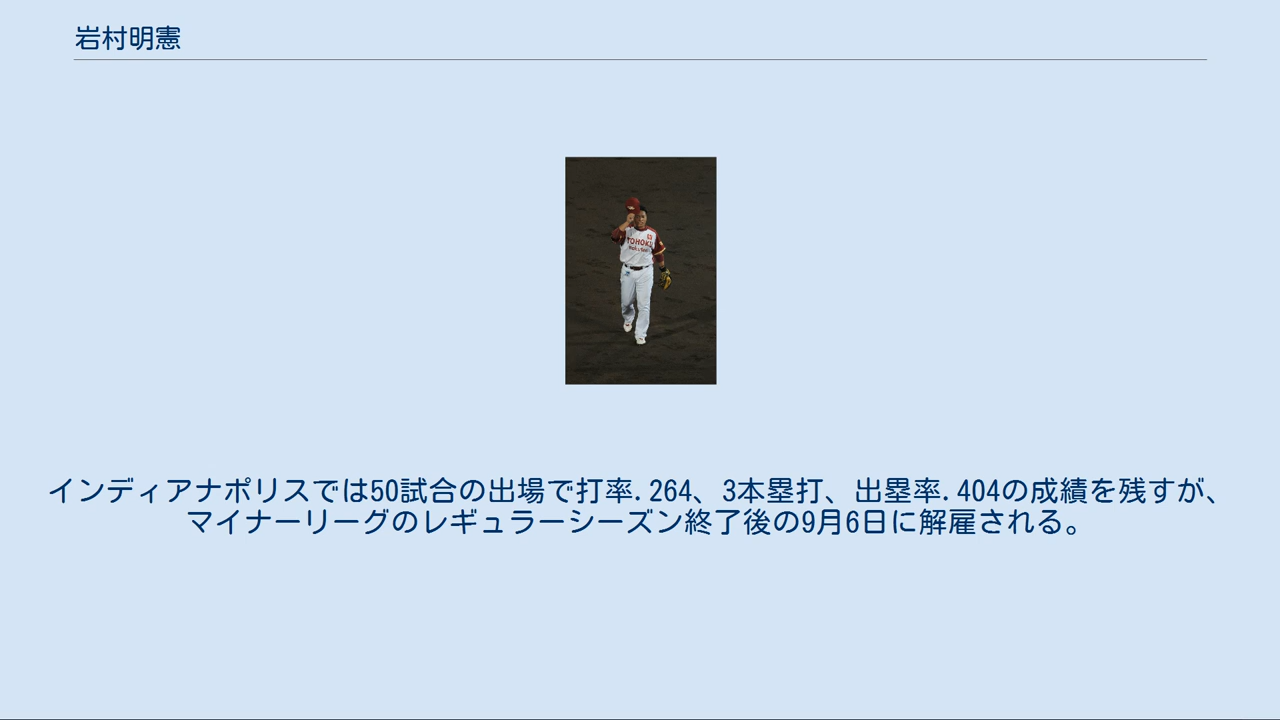 岩村明憲
TOHOKU
インディアナポリスでは50試合の出場で打率.264、3本塁打、出塁率.404の成績を残すが、
マイナーリーグのレギュラーシーズン終了後の9月6日に解雇される。